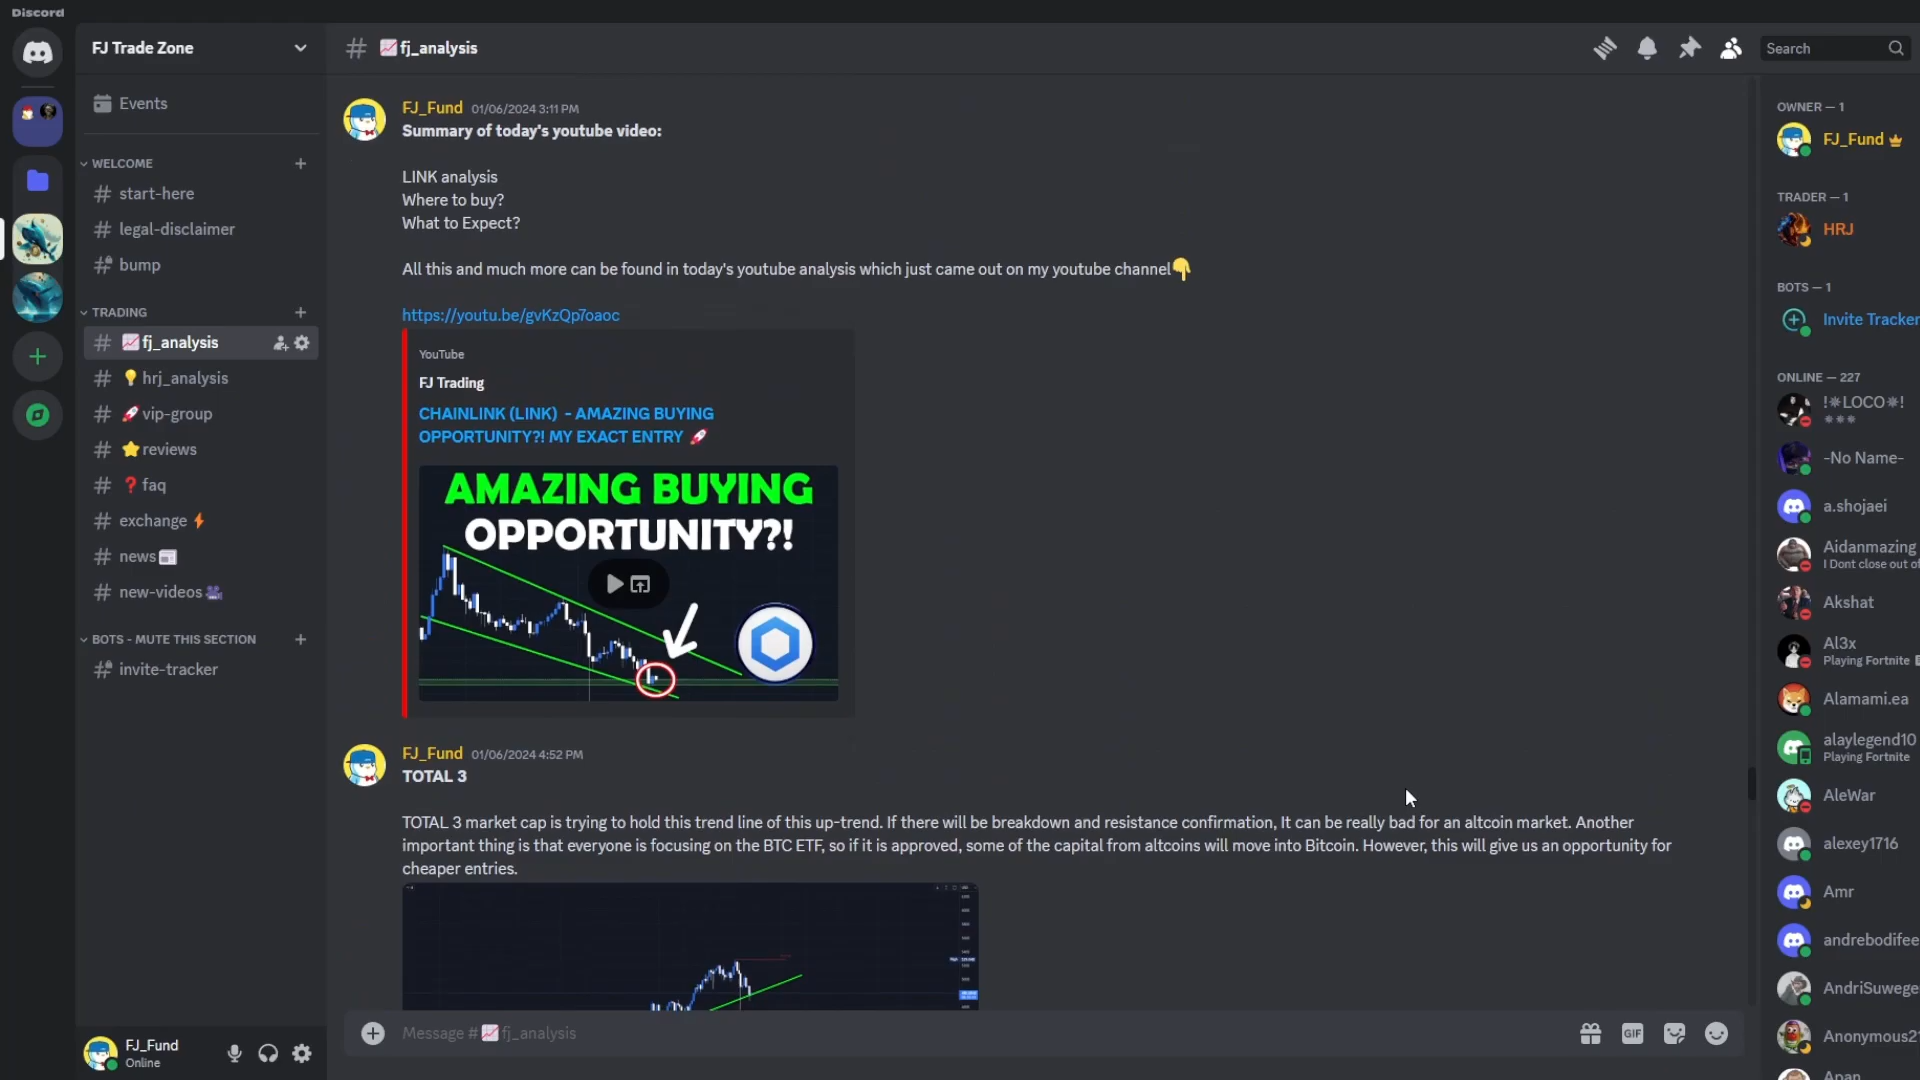 Discord
FJ Trade Zone
Events
WELCOME
start-here
legal-disclaimer
bump
TRADING
fj_analysis
hrj_analysis
vip-group
reviews
faq
exchange
news
new-videos
BOTS - MUTE THIS SECTION
invite-tracker
FJ_Fund
Online
fj_analysis
Search
FJ_Fund 01/06/2024 3:11 PM
Summary of today's youtube video:
LINK analysis
Where to buy?
What to Expect?
All this and much more can be found in today's youtube analysis which just came out on my youtube channel
https://youtu.be/gvKzQp7oaoc
YouTube
FJ Trading
CHAINLINK (LINK) - AMAZING BUYING
OPPORTUNITY?! MY EXACT ENTRY
AMAZING BUYING
OPPORTUNITY?!
FJ_Fund 01/06/2024 4:52 PM
TOTAL 3
TOTAL 3 market cap is trying to hold this trend line of this up-trend. If there will be breakdown and resistance confirmation, It can be really bad for an altcoin market. Another
important thing is that everyone is focusing on the BTC ETF, so if it is approved, some of the capital from altcoins will move into Bitcoin. However, this will give us an opportunity for
cheaper entries.
Message # fj_analysis
GIF
OWNER — 1
FJ_Fund
TRADER — 1
HRJ
BOTS — 1
Invite Tracker
ONLINE — 227
!⁕LOCO⁕!
⁕⁕⁕
-No Name-
a.shojaei
Aidanmazing
I Dont close out of
Akshat
Al3x
Playing Fortnite
Alamami.ea
alaylegend10
Playing Fortnite
AleWar
alexey1716
Amr
andrebodifee
AndriSuwege
Anonymous2